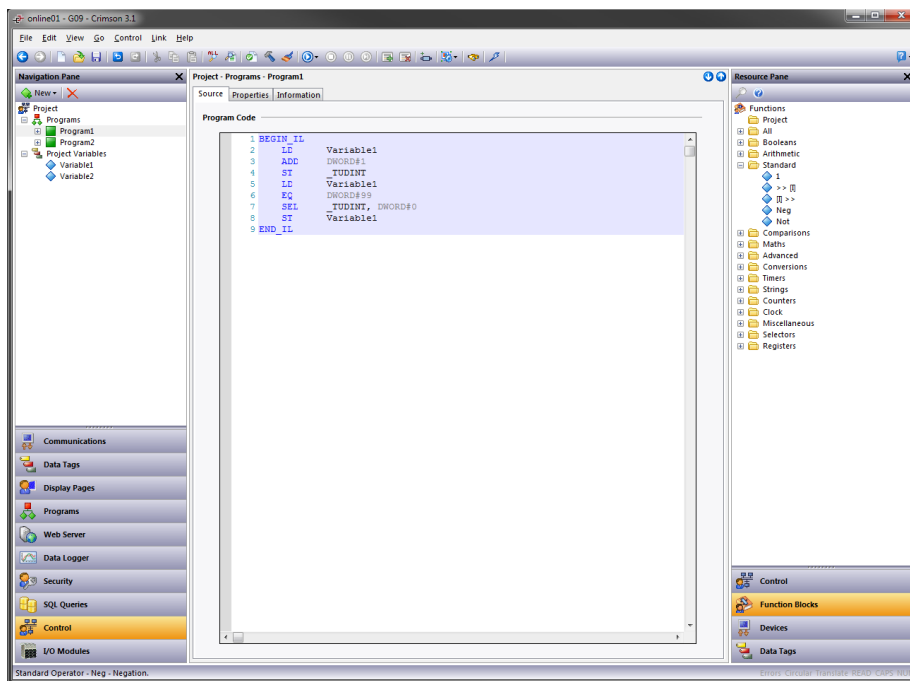 online01 - G09 - Crimson 3.1
File Edit View Go Control Link Help
Navigation Pane
New
Project
Programs
Program1
Program2
Project Variables
Variable1
Variable2
Communications
Data Tags
Display Pages
Programs
Web Server
Data Logger
Security
SQL Queries
Control
I/O Modules
Project - Programs - Program1
Source Properties Information
Program Code
1 BEGIN_IL
2 LD Variable1
3 ADD DWORD#1
4 ST _TUDINT
5 LD Variable1
6 EQ DWORD#99
7 SEL _TUDINT, DWORD#0
8 ST Variable1
9 END_IL
Resource Pane
Functions
Project
All
Booleans
Arithmetic
Standard
1
>> []
[] >>
Neg
Not
Comparisons
Maths
Advanced
Conversions
Timers
Strings
Counters
Clock
Miscellaneous
Selectors
Registers
Control
Function Blocks
Devices
Data Tags
Standard Operator - Neg - Negation.
Errors Circular Translate READ CAPS